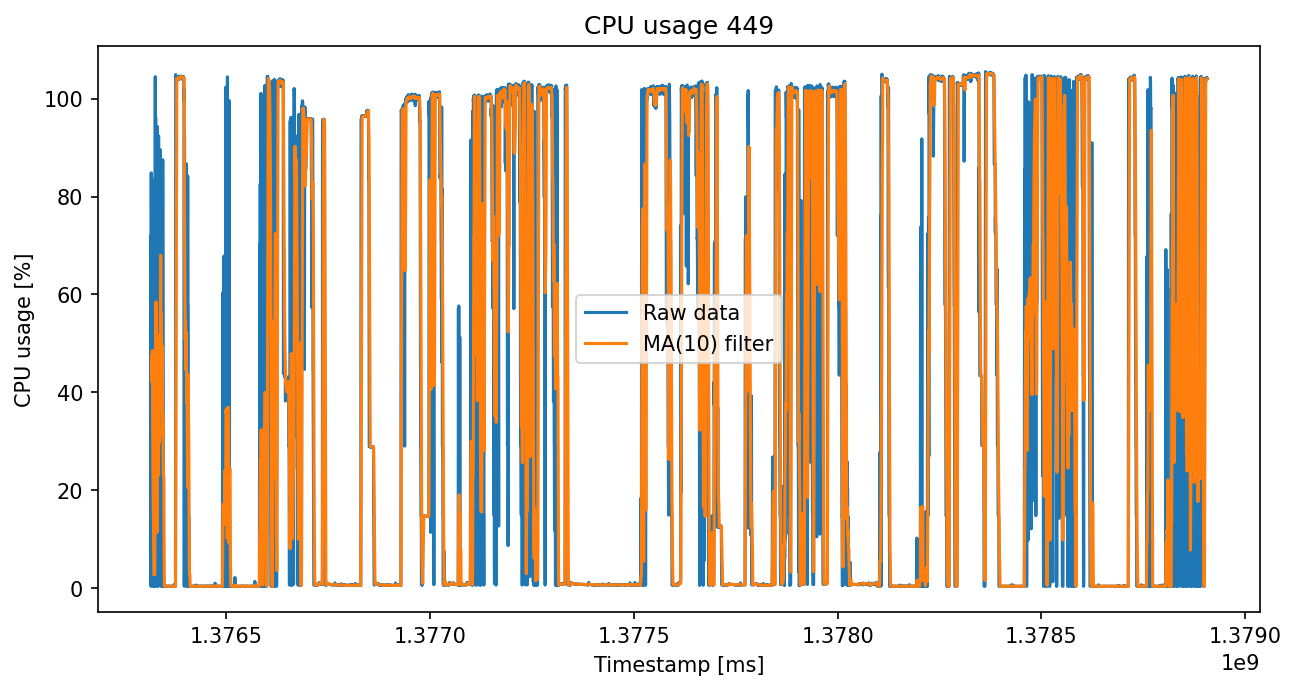 CPU usage 449
CPU usage [%]
100
80
60
40
20
0
Raw data
MA(10) filter
1.3765 1.3770 1.3775 1.3780 1.3785 1.3790
1e9
Timestamp [ms]